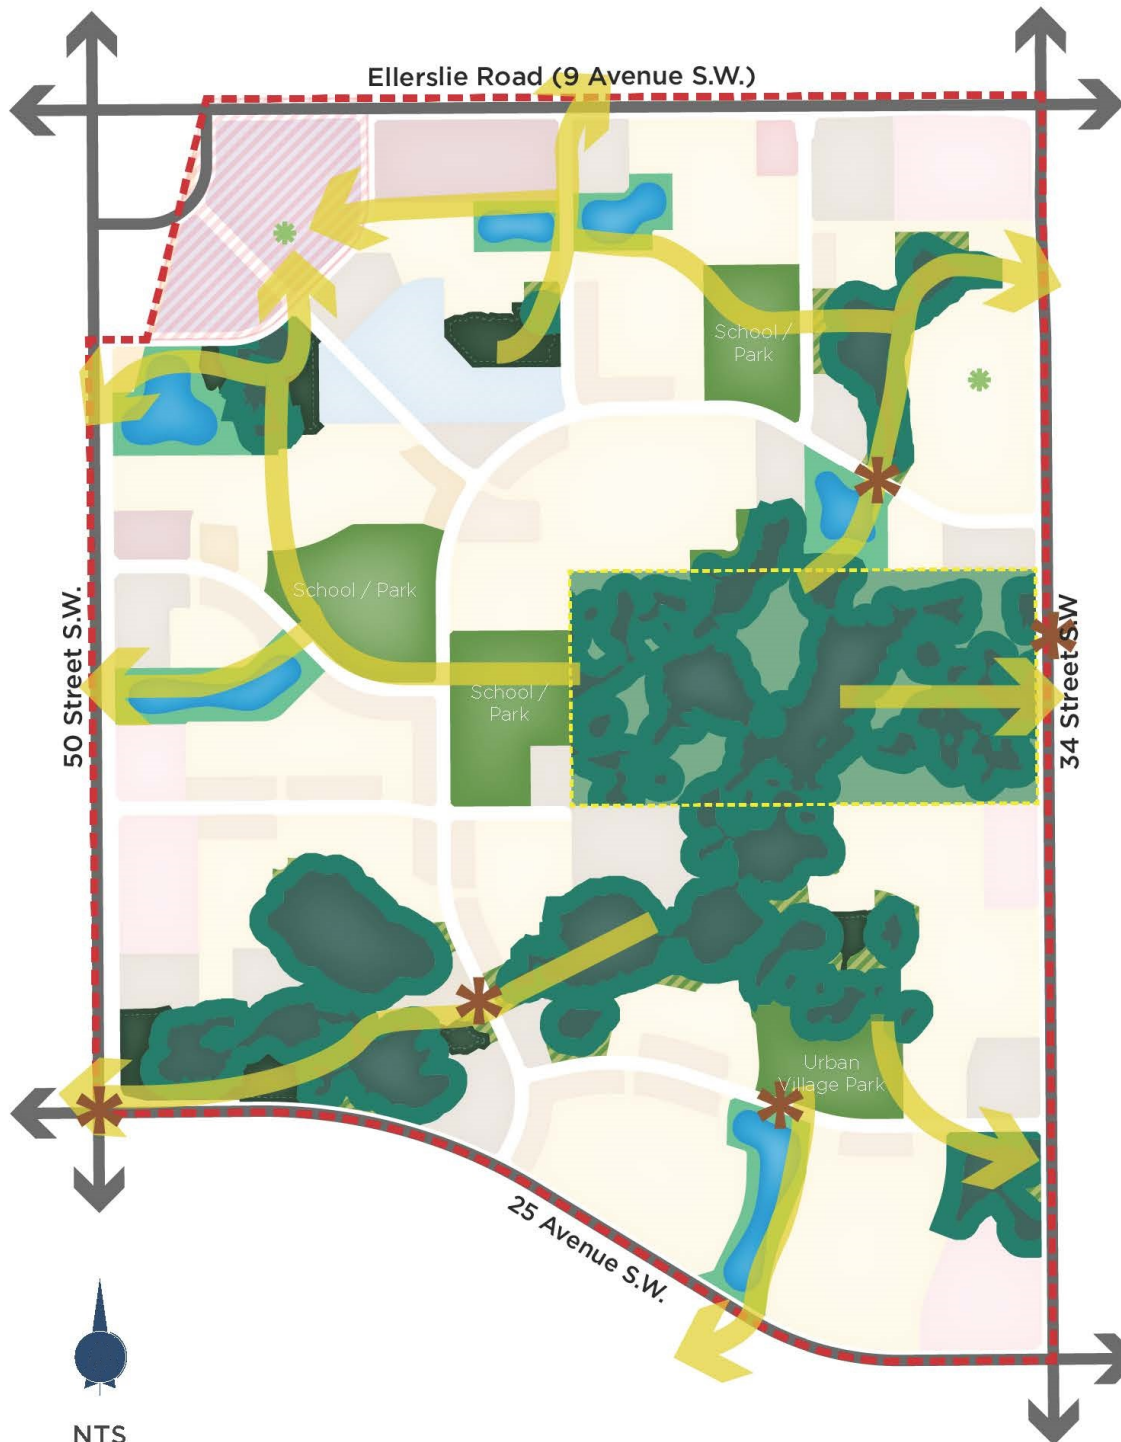 Ellerslie Road (9 Avenue S.W.)
School /
Park
School / Park
50 Street S.W.
34 Street S.W
School /
Park
Urban
Village Park
25 Avenue S.W.
NTS